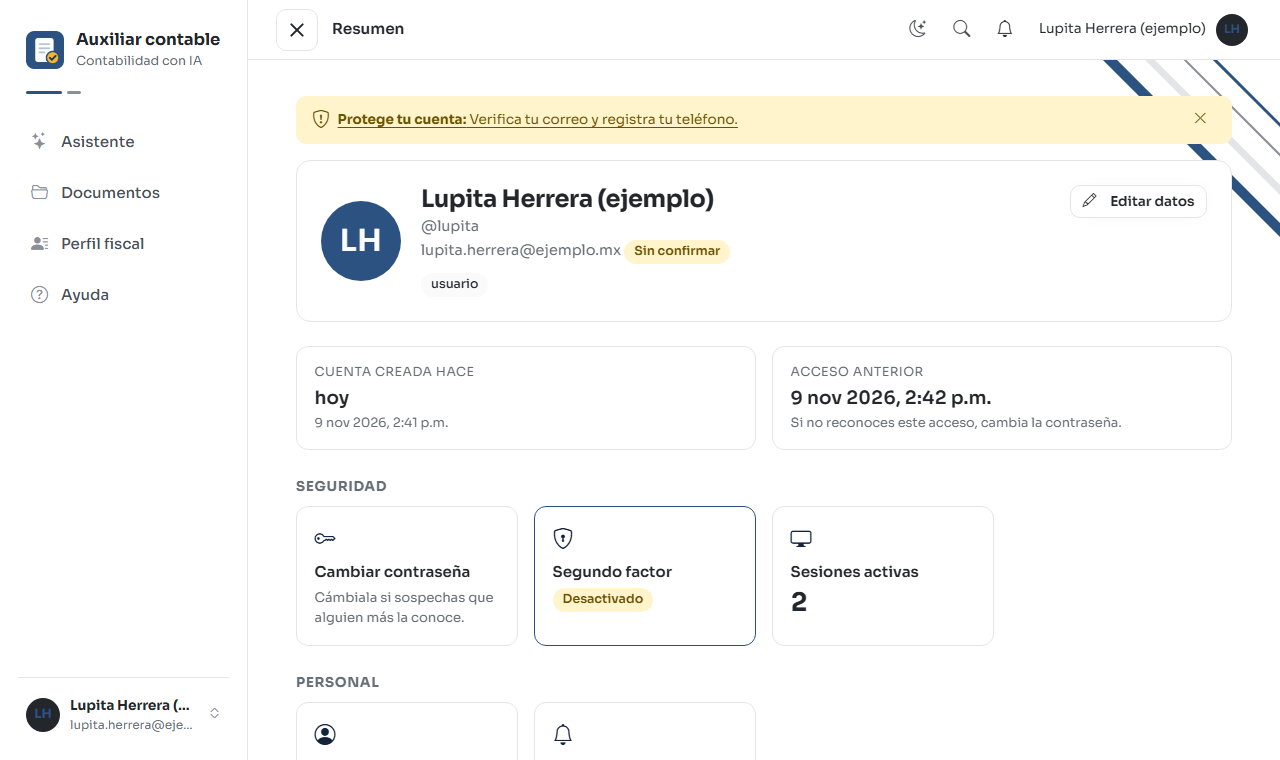 Auxiliar contable
Contabilidad con IA
Asistente
Documentos
Perfil fiscal
Ayuda
Lupita Herrera (...
lupita.herrera@eje...
LH
Resumen
Lupita Herrera (ejemplo)
LH
Protege tu cuenta: Verifica tu correo y registra tu teléfono.
LH
Lupita Herrera (ejemplo)
@lupita
lupita.herrera@ejemplo.mx Sin confirmar
usuario
Editar datos
CUENTA CREADA HACE
hoy
9 nov 2026, 2:41 p.m.
ACCESO ANTERIOR
9 nov 2026, 2:42 p.m.
Si no reconoces este acceso, cambia la contraseña.
SEGURIDAD
Cambiar contraseña
Cámbiala si sospechas que
alguien más la conoce.
Segundo factor
Desactivado
Sesiones activas
2
PERSONAL